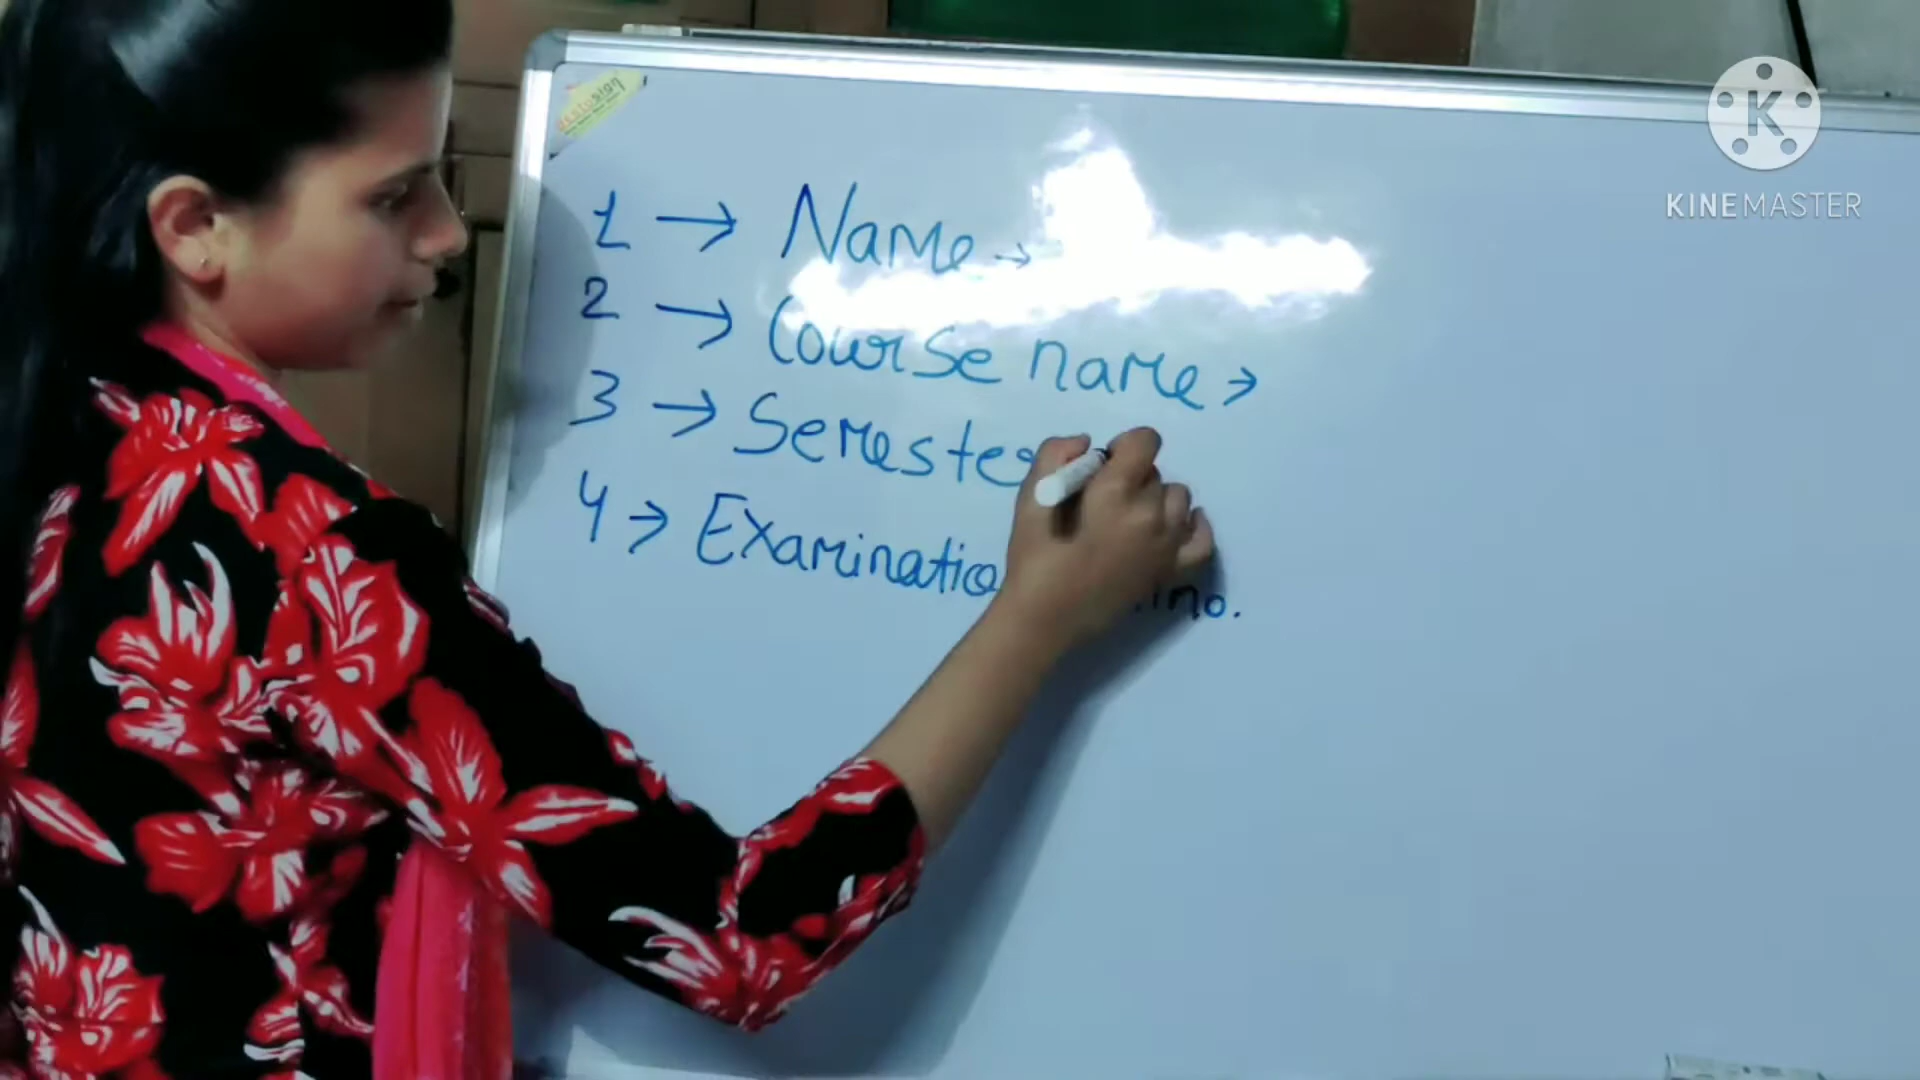 KINEMASTER
1 → Name →
2 → Course name →
3 → Semester
4 → Examination no.